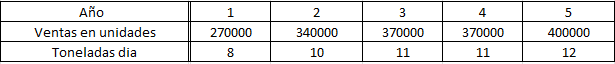 Año 1 2 3 4 5
Ventas en unidades 270000 340000 370000 370000 400000
Toneladas dia 8 10 11 11 12